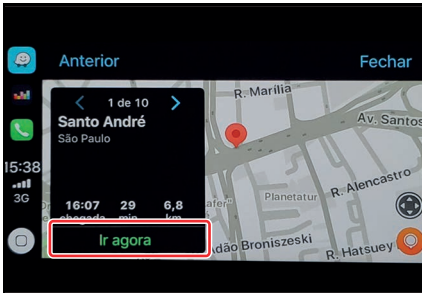 Anterior
Fechar
1 de 10
Santo André
São Paulo
R. Marília
Av. Santos
15:38
3G
16:07
29
6,8
chegada
min
km
Planetatur
R. Alencastro
Ir agora
Broniszeski
R. Hatsuey